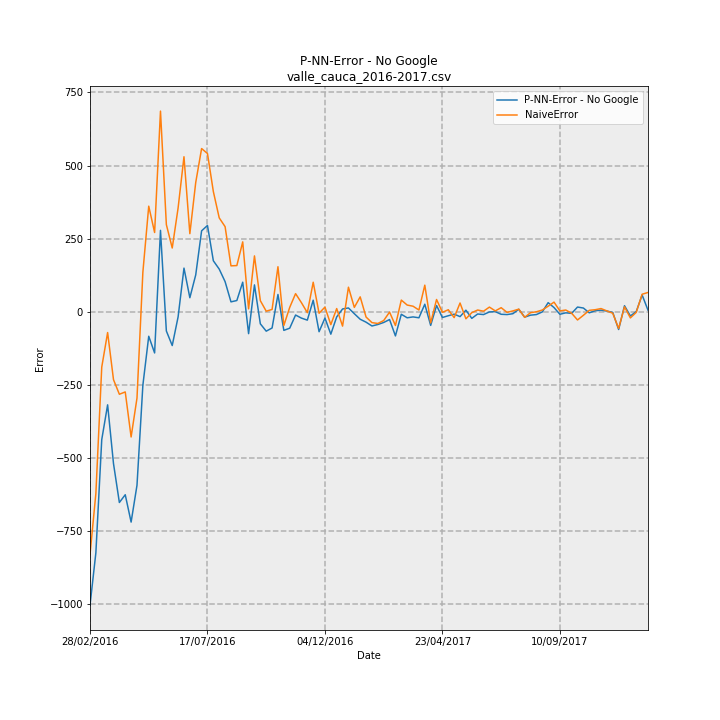 P-NN-Error - No Google
valle_cauca_2016-2017.csv
P-NN-Error - No Google
NaiveError
750
500
250
0
−250
−500
−750
−1000
Error
28/02/2016 17/07/2016 04/12/2016 23/04/2017 10/09/2017
Date